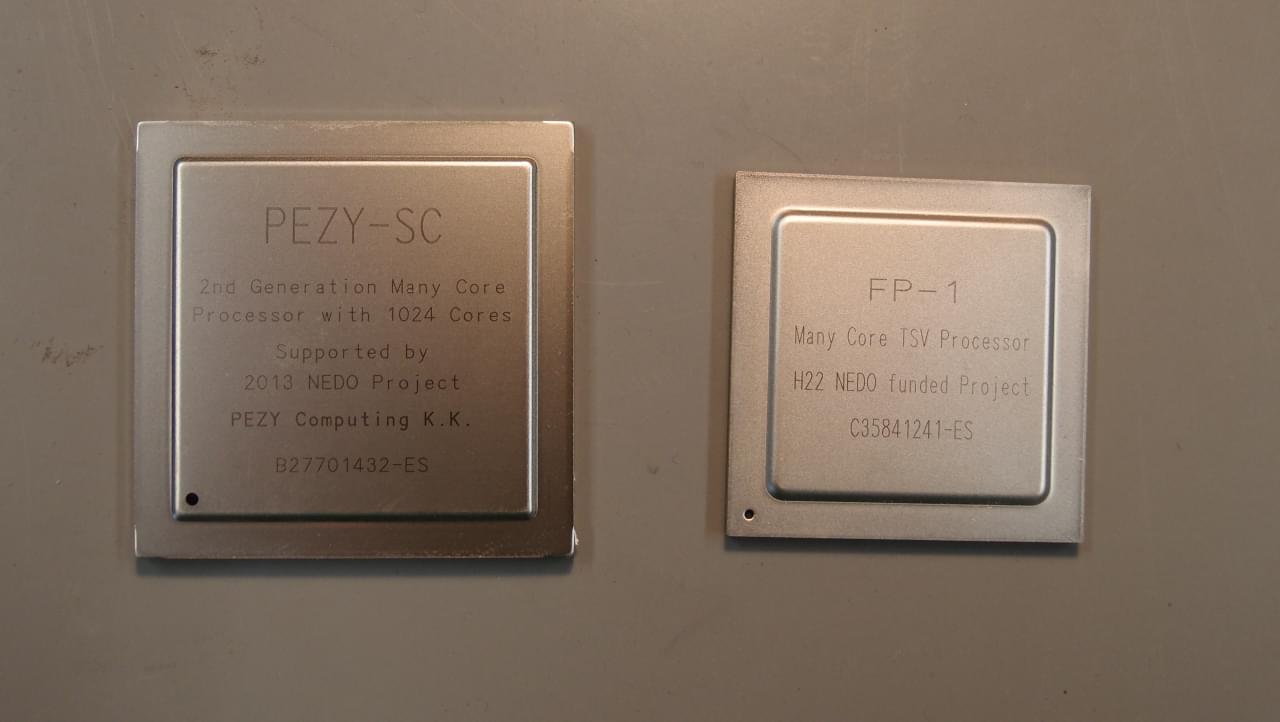 PEZY-SC
2nd Generation Many Core
Processor with 1024 Cores
Supported by
2013 NEDO Project
PEZY Computing K.K.
B27701432-ES
FP-1
Many Core TSV Processor
H22 NEDO funded Project
C35841241-ES